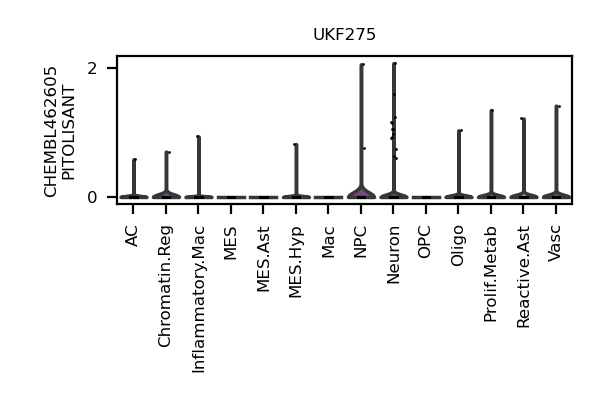 UKF275
CHEMBL462605
PITOLISANT
2
0
AC
Chromatin.Reg
Inflammatory.Mac
MES
MES.Ast
MES.Hyp
Mac
NPC
Neuron
OPC
Oligo
Prolif.Metab
Reactive.Ast
Vasc